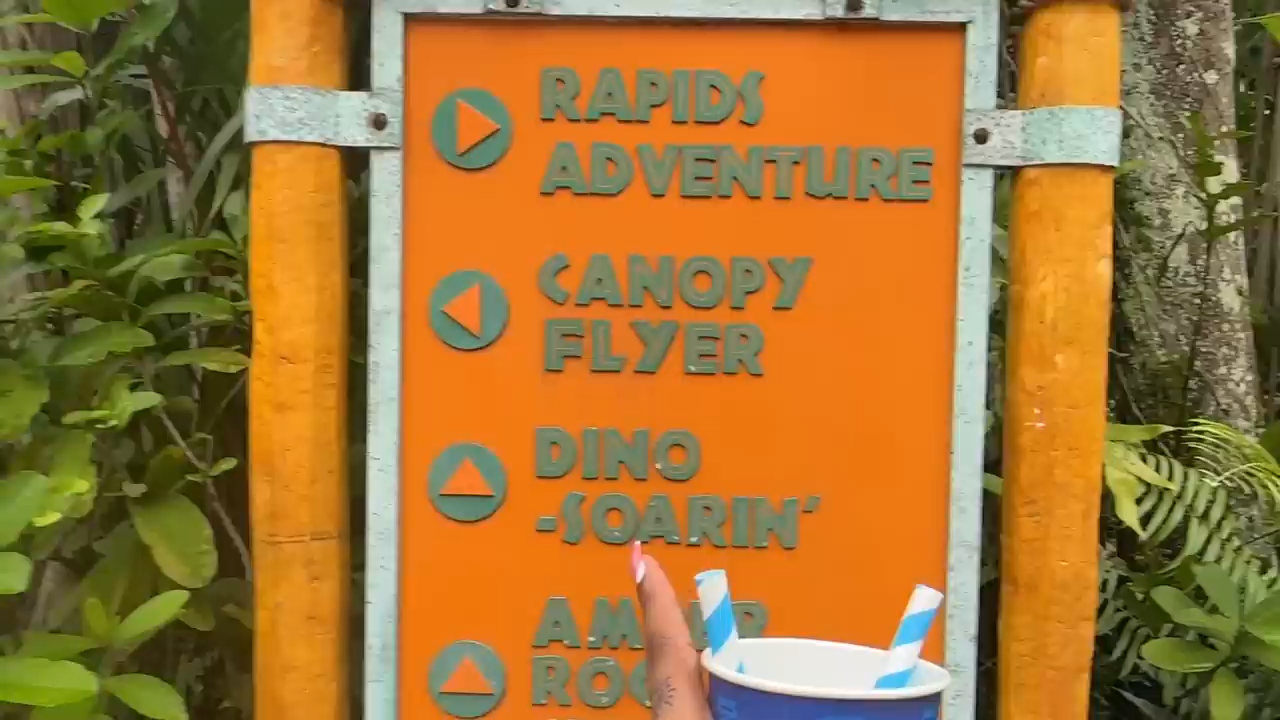 RAPIDS
ADVENTURE
CANOPY
FLYER
DINO
-SOARIN'